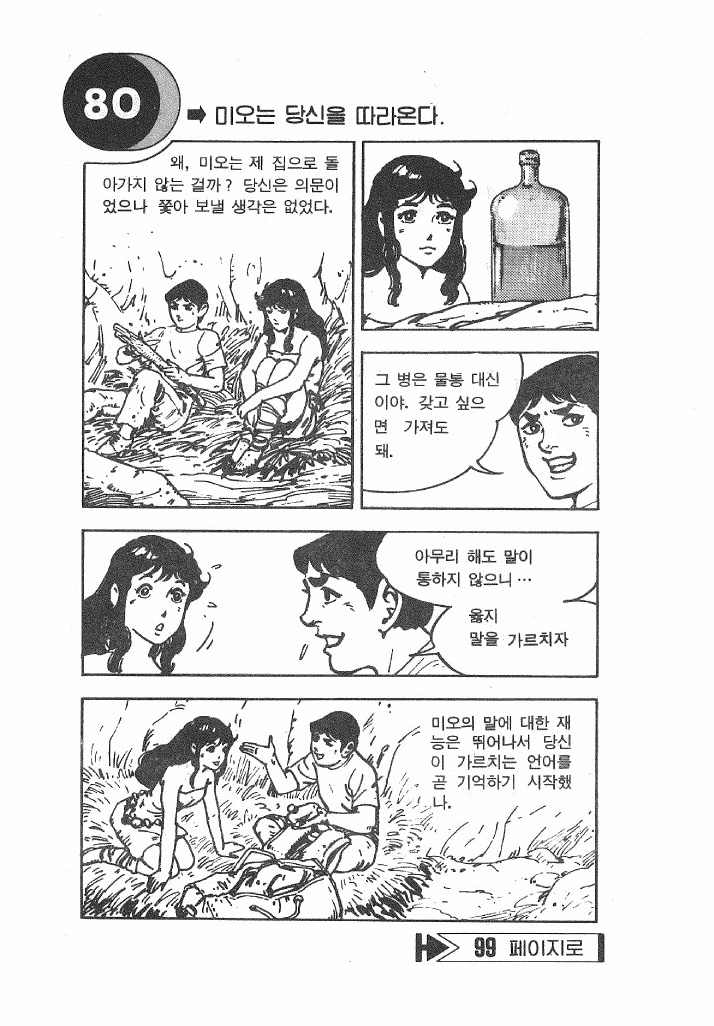 80
➡ 미오는 당신을 따라온다.
왜, 미오는 제 집으로 돌
아가지 않는 걸까? 당신은 의문이
었으나 쫓아 보낼 생각은 없었다.
그 병은 물통 대신
이야. 갖고 싶으
면 가져도
돼.
아무리 해도 말이
통하지 않으니…
옳지
말을 가르치자
미오의 말에 대한 재
능은 뛰어나서 당신
이 가르치는 언어를
곧 기억하기 시작했
나.
99 페이지로